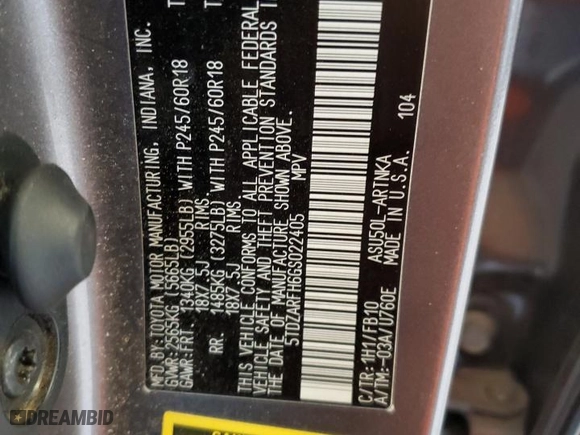 MFD.BY:TOYOTA MOTOR MANUFACTURING, INDIANA, INC.
GVWR:2565KG (5665LB)
GAWR:FRT. 1340KG (2955LB) WITH P245/60R18 T
18X7.5J RIMS
RR. 1485KG (3275LB) WITH P245/60R18 T
18X7.5J RIMS
THIS VEHICLE CONFORMS TO ALL APPLICABLE FEDERAL
VEHICLE SAFETY AND THEFT PREVENTION STANDARDS I
THE DATE OF MANUFACTURE SHOWN ABOVE.
5TDZARFH6GS022405 MPV
C/TR:1H1/FB10 ASU50L-ARTNKA
A/TM:-03A/U760E MADE IN U.S.A. 104
DREAMBID